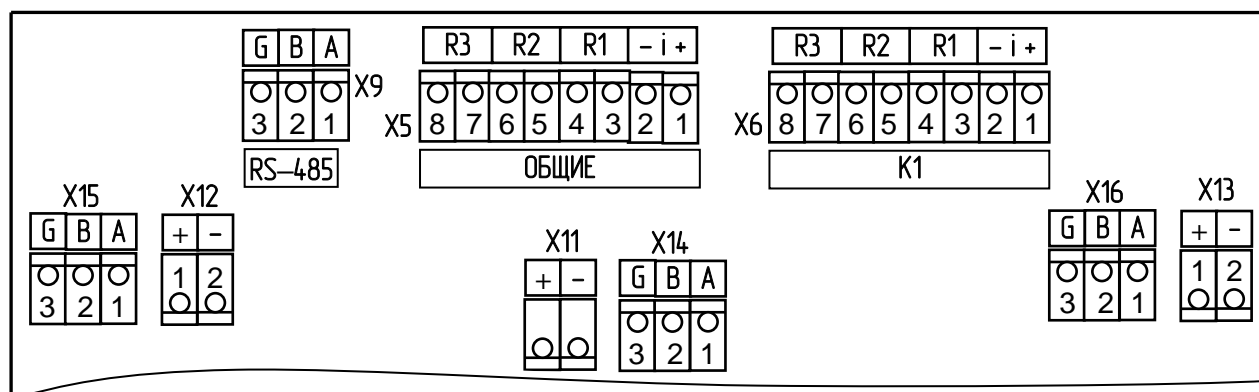 G B A
X9
3 2 1
RS-485
R3 R2 R1 - i +
X5
8 7 6 5 4 3 2 1
ОБЩИЕ
R3 R2 R1 - i +
X6
8 7 6 5 4 3 2 1
К1
X15
G B A
3 2 1
X12
+ -
1 2
X11
+ -
X14
G B A
3 2 1
X16
G B A
3 2 1
X13
+ -
1 2